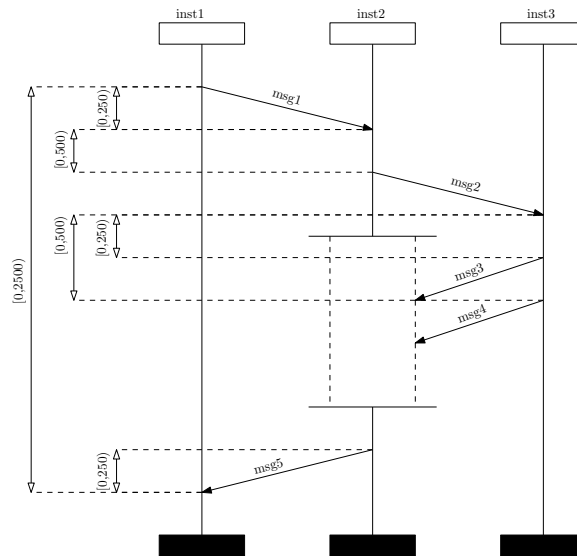 inst1
inst2
inst3
msg1
[0,250)
[0,500)
msg2
[0,250)
[0,500)
[0,2500)
msg3
msg4
msg5
[0,250)